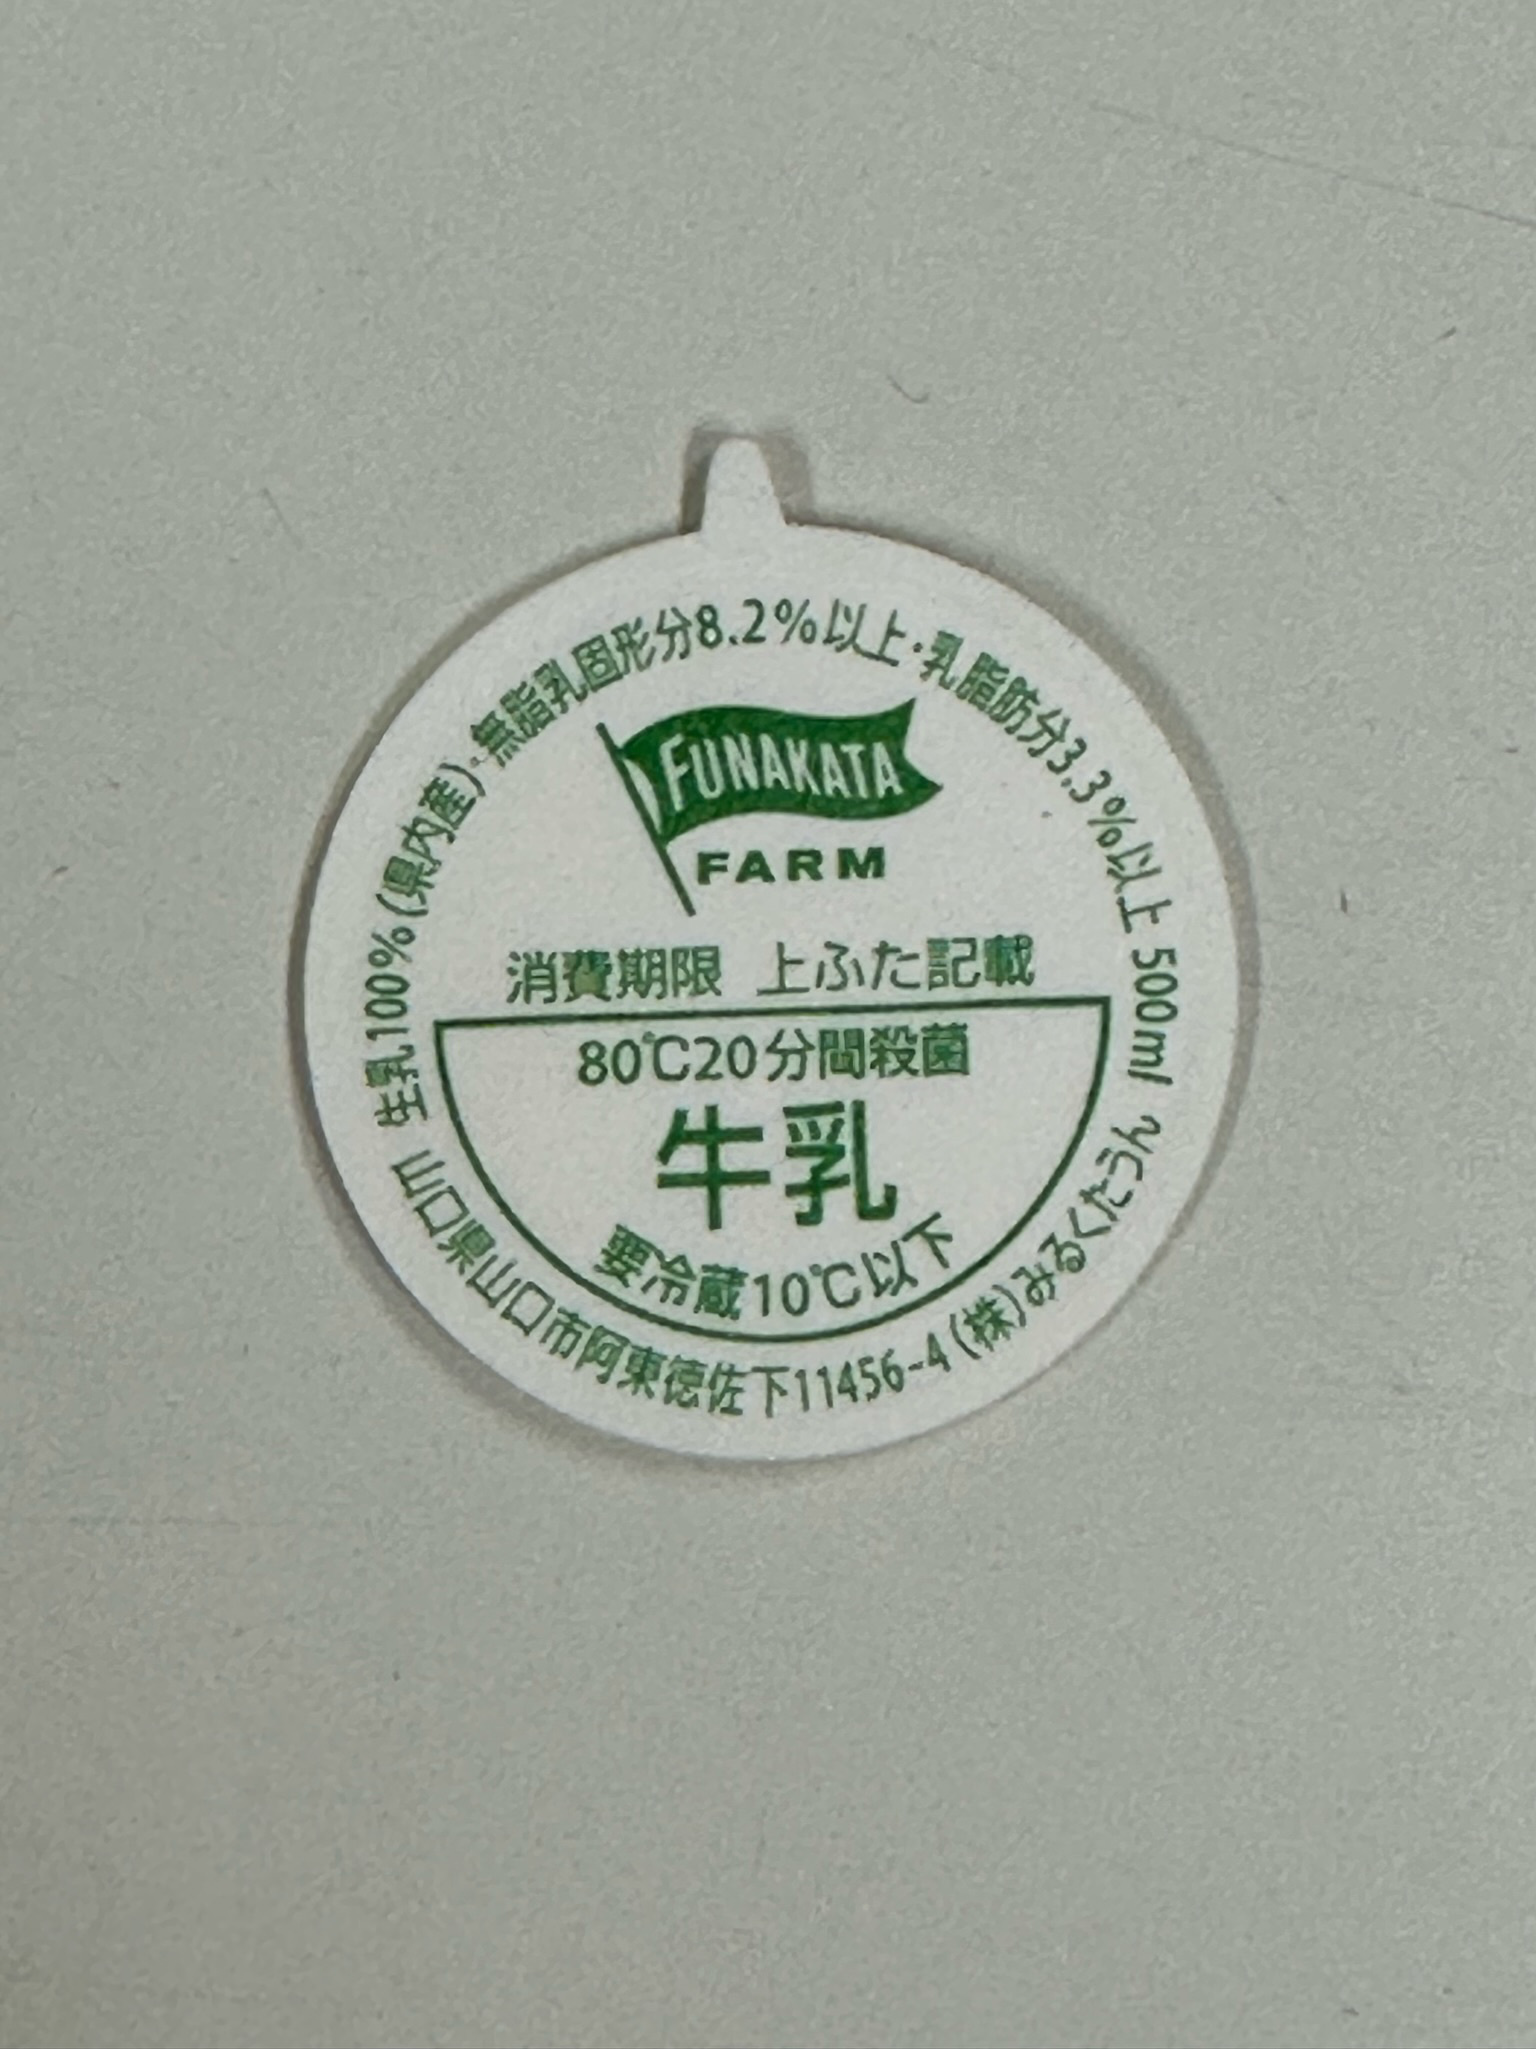 生乳100%(県内産)・無脂乳固形分8.2%以上・乳脂肪分3.3%以上 500ml
FUNAKATA
FARM
消費期限 上ふた記載
80℃20分間殺菌
牛乳
要冷蔵10℃以下
山口県山口市阿東徳佐下11456-4(株)みるくたうん